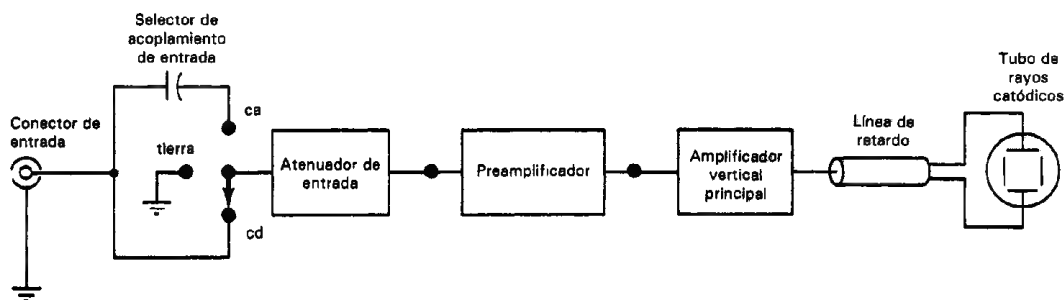 Selector de
acoplamiento
de entrada
Conector de
entrada
tierra
ca
cd
Atenuador de
entrada
Preamplificador
Amplificador
vertical
principal
Línea de
retardo
Tubo de
rayos
catódicos